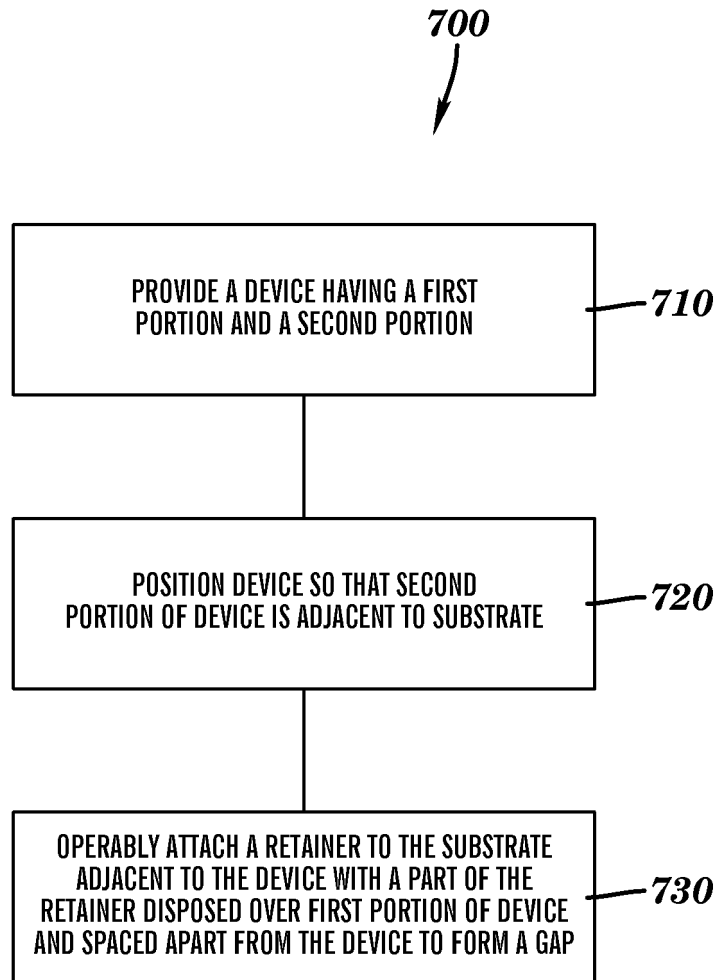 700
PROVIDE A DEVICE HAVING A FIRST
PORTION AND A SECOND PORTION
710
POSITION DEVICE SO THAT SECOND
PORTION OF DEVICE IS ADJACENT TO SUBSTRATE
720
OPERABLY ATTACH A RETAINER TO THE SUBSTRATE
ADJACENT TO THE DEVICE WITH A PART OF THE
RETAINER DISPOSED OVER FIRST PORTION OF DEVICE
AND SPACED APART FROM THE DEVICE TO FORM A GAP
730